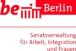 be Berlin
Senatsverwaltung
für Arbeit, Integration
und Frauen